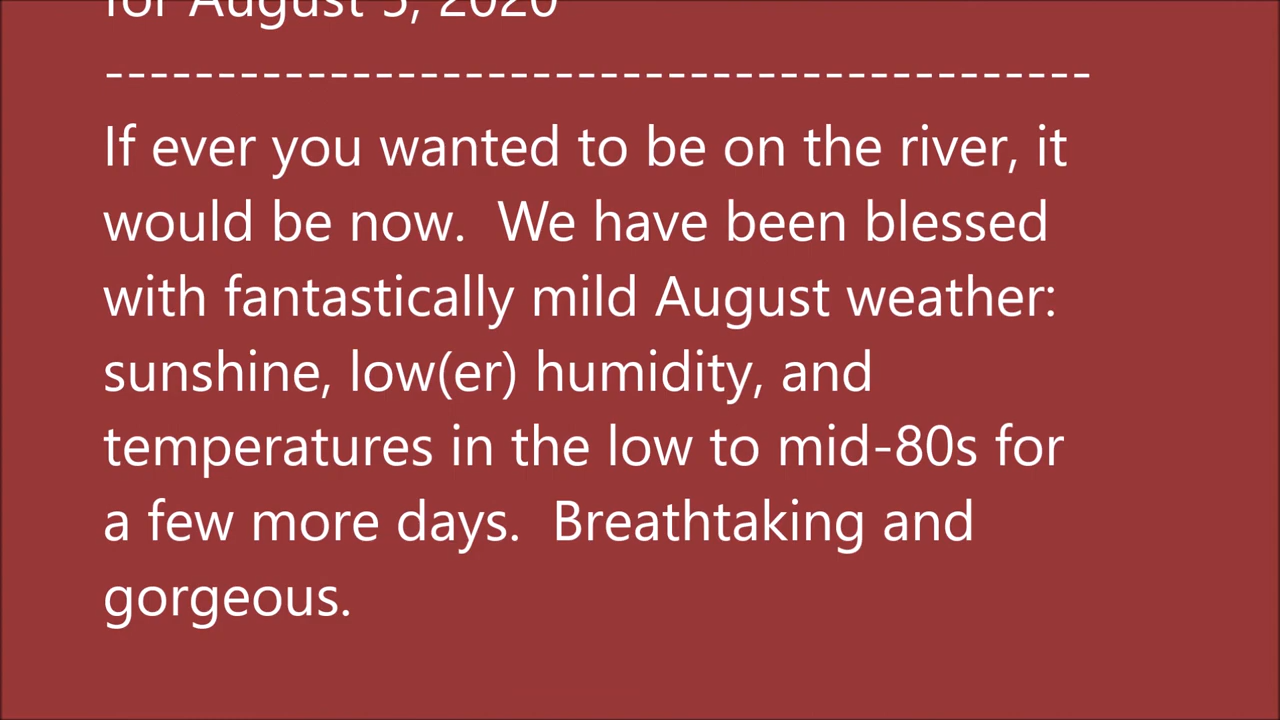 for August 2020
--------------------------------------------
If ever you wanted to be on the river, it
would be now.  We have been blessed
with fantastically mild August weather:
sunshine, low(er) humidity, and
temperatures in the low to mid-80s for
a few more days.  Breathtaking and
gorgeous.